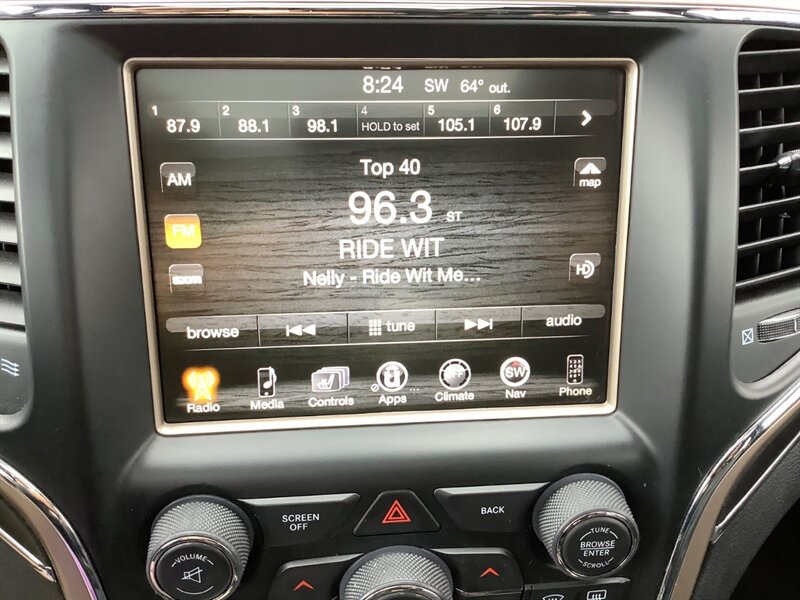 8:24 SW 64° out.
1 2 3 4 5 6
87.9 88.1 98.1 HOLD to set 105.1 107.9
Top 40
AM
map
96.3 ST
FM
RIDE WIT
Nelly - Ride Wit Me...
HD
browse tune audio
Radio Media Controls Apps Climate Nav Phone
OFF SW
SCREEN OFF
BACK
VOLUME
TUNE
BROWSE
ENTER
SCROLL